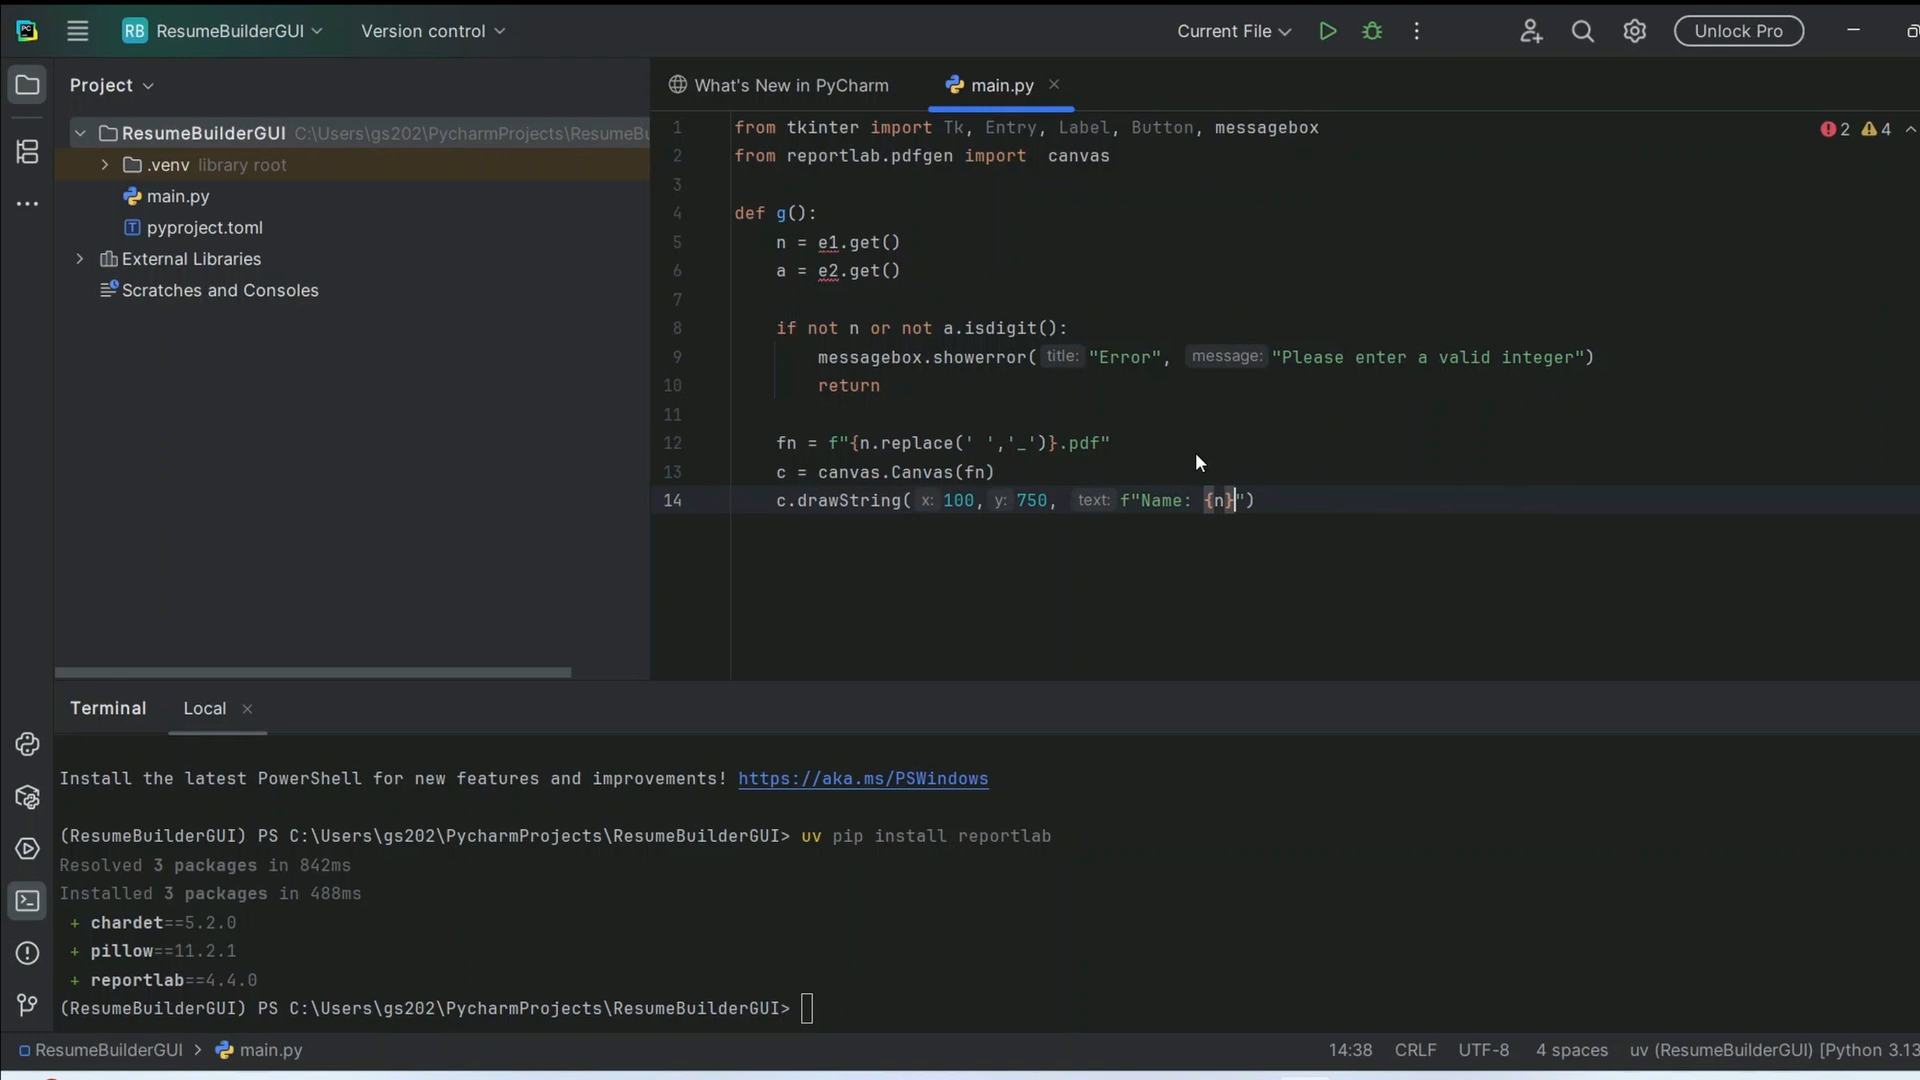 PC
RB ResumeBuilderGUI
Version control
Current File
Unlock Pro
Project
What's New in PyCharm
main.py
ResumeBuilderGUI C:\Users\gs202\PycharmProjects\ResumeBu
.venv library root
main.py
pyproject.toml
External Libraries
Scratches and Consoles
2 4
1 from tkinter import Tk, Entry, Label, Button, messagebox
2 from reportlab.pdfgen import  canvas
3
4 def g():
5     n = e1.get()
6     a = e2.get()
7
8     if not n or not a.isdigit():
9         messagebox.showerror( title: "Error", message: "Please enter a valid integer")
10         return
11
12     fn = f"{n.replace(' ','_')}.pdf"
13     c = canvas.Canvas(fn)
14     c.drawString( x: 100, y: 750, text: f"Name: {n}")
Terminal
Local
Install the latest PowerShell for new features and improvements! https://aka.ms/PSWindows
(ResumeBuilderGUI) PS C:\Users\gs202\PycharmProjects\ResumeBuilderGUI> uv pip install reportlab
Resolved 3 packages in 842ms
Installed 3 packages in 488ms
+ chardet==5.2.0
+ pillow==11.2.1
+ reportlab==4.4.0
(ResumeBuilderGUI) PS C:\Users\gs202\PycharmProjects\ResumeBuilderGUI>
ResumeBuilderGUI > main.py
14:38 CRLF UTF-8 4 spaces uv (ResumeBuilderGUI) [Python 3.13